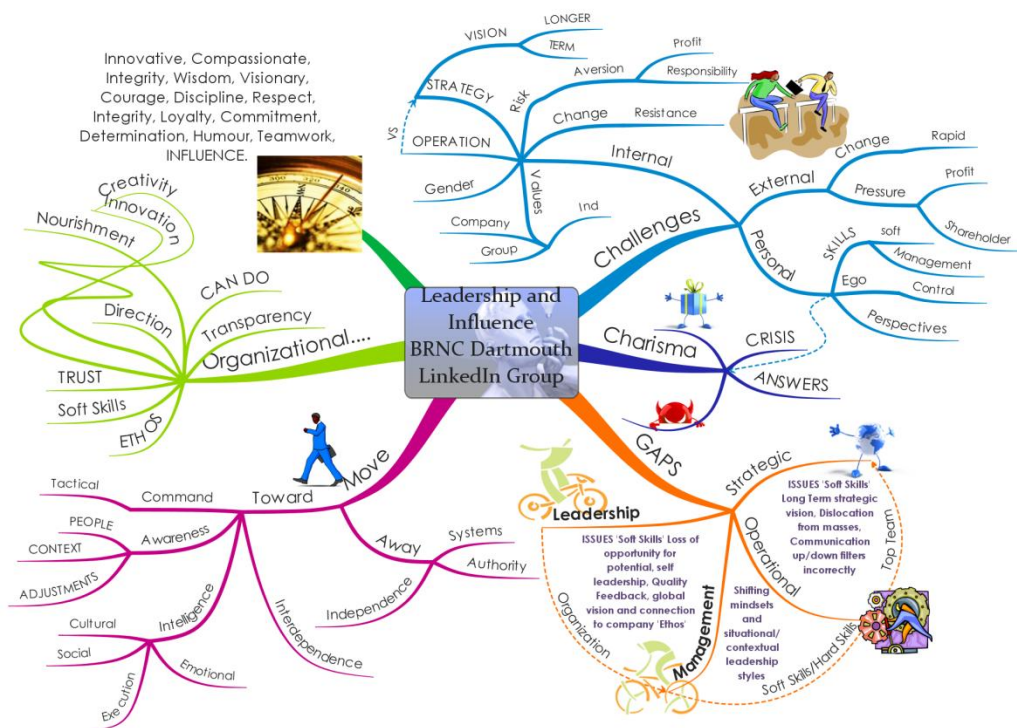 Innovative, Compassionate,
Integrity, Wisdom, Visionary,
Courage, Discipline, Respect,
Integrity, Loyalty, Commitment,
Determination, Humour, Teamwork,
INFLUENCE.
Leadership and
Influence
BRNC Dartmouth
LinkedIn Group
Challenges
Internal
VISION
LONGER
TERM
STRATEGY
VS
OPERATION
Gender
Risk
Aversion
Profit
Responsibility
Change
Resistance
Values
Company
Group
Ind
External
Change
Rapid
Pressure
Profit
Shareholder
Personal
SKILLS
soft
Management
Ego
Control
Perspectives
Charisma
CRISIS
ANSWERS
GAPS
Strategic
ISSUES 'Soft Skills'
Long Term strategic
vision, Dislocation
from masses,
Communication
up/down filters
incorrectly
Top Team
Operational
Shifting
mindsets
and
situational/
contextual
leadership
styles
Soft Skills/Hard Skills
Leadership
ISSUES 'Soft Skills' Loss of
opportunity for
potential, self
leadership, Quality
Feedback, global
vision and connection
to company 'Ethos'
Organization
Management
Move
Toward
Command
Tactical
Awareness
PEOPLE
CONTEXT
ADJUSTMENTS
Intelligence
Cultural
Social
Execution
Emotional
Interdependence
Away
Systems
Authority
Independence
Organizational....
Creativity
Innovation
Nourishment
CAN DO
Direction
Transparency
TRUST
Soft Skills
ETHOS